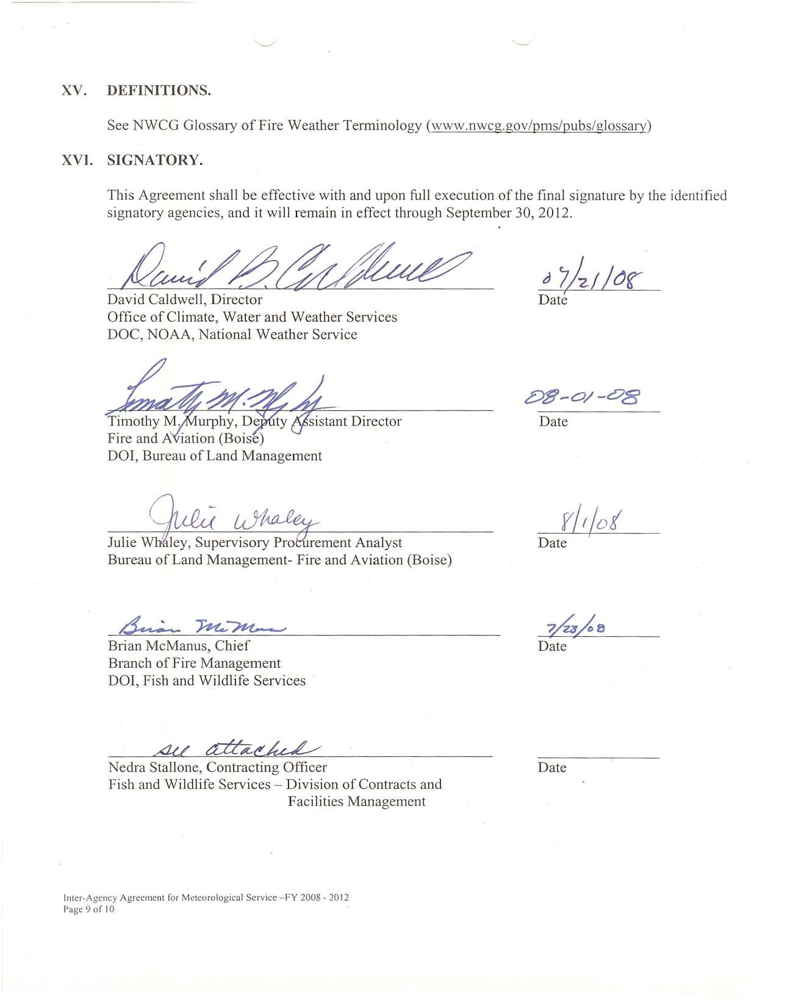 XV. DEFINITIONS.
See NWCG Glossary of Fire Weather Terminology (www.nwcg.gov/pms/pubs/glossary)
XVI. SIGNATORY.
This Agreement shall be effective with and upon full execution of the final signature by the identified
signatory agencies, and it will remain in effect through September 30, 2012.
David B. Caldwell 07/21/08
David Caldwell, Director Date
Office of Climate, Water and Weather Services
DOC, NOAA, National Weather Service
Timothy M. Murphy 08-01-08
Timothy M. Murphy, Deputy Assistant Director Date
Fire and Aviation (Boise)
DOI, Bureau of Land Management
Julie Whaley 8/1/08
Julie Whaley, Supervisory Procurement Analyst Date
Bureau of Land Management- Fire and Aviation (Boise)
Brian McManus 7/23/08
Brian McManus, Chief Date
Branch of Fire Management
DOI, Fish and Wildlife Services
see attached
Nedra Stallone, Contracting Officer Date
Fish and Wildlife Services – Division of Contracts and
Facilities Management
Inter-Agency Agreement for Meteorological Service –FY 2008 - 2012
Page 9 of 10